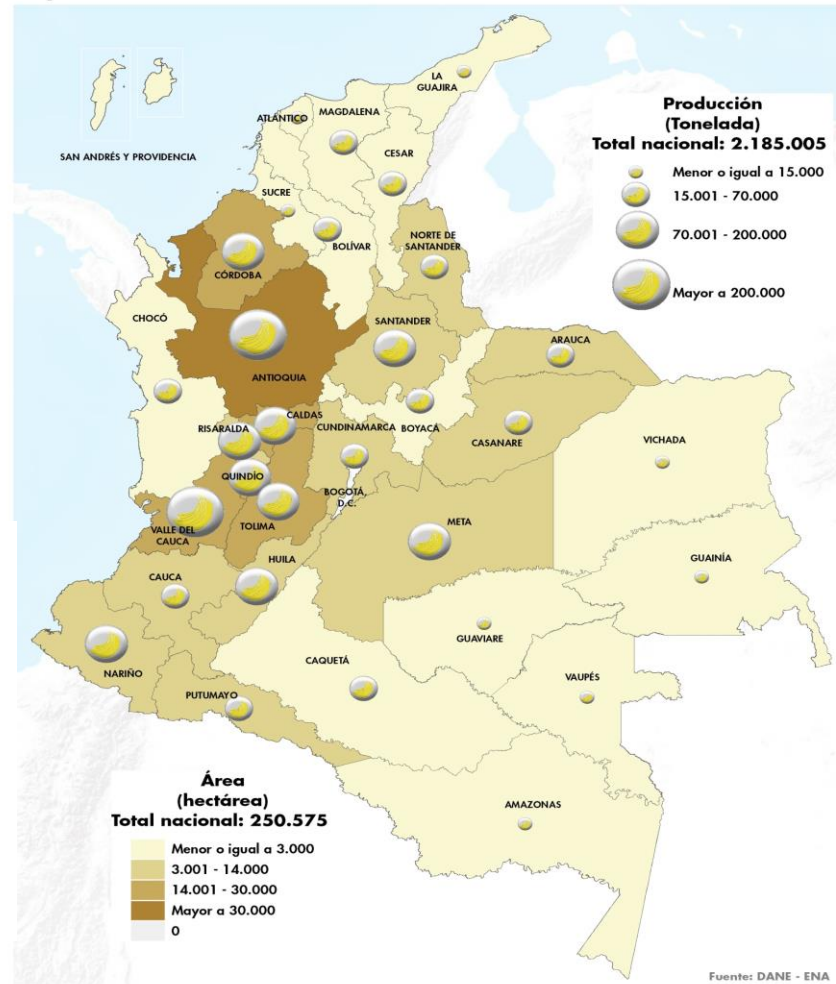 LA
GUAJIRA
ATLÁNTICO
MAGDALENA
SAN ANDRÉS Y PROVIDENCIA
CESAR
SUCRE
BOLÍVAR
NORTE DE
SANTANDER
CÓRDOBA
CHOCÓ
SANTANDER
ARAUCA
ANTIOQUIA
RISARALDA
CALDAS
CUNDINAMARCA
BOYACÁ
CASANARE
VICHADA
QUINDÍO
BOGOTÁ,
D.C.
VALLE DEL
CAUCA
TOLIMA
META
HUILA
GUAINÍA
CAUCA
GUAVIARE
NARIÑO
CAQUETÁ
VAUPÉS
PUTUMAYO
AMAZONAS
Producción
(Tonelada)
Total nacional: 2.185.005
Menor o igual a 15.000
15.001 - 70.000
70.001 - 200.000
Mayor a 200.000
Área
(hectárea)
Total nacional: 250.575
Menor o igual a 3.000
3.001 - 14.000
14.001 - 30.000
Mayor a 30.000
0
Fuente: DANE - ENA